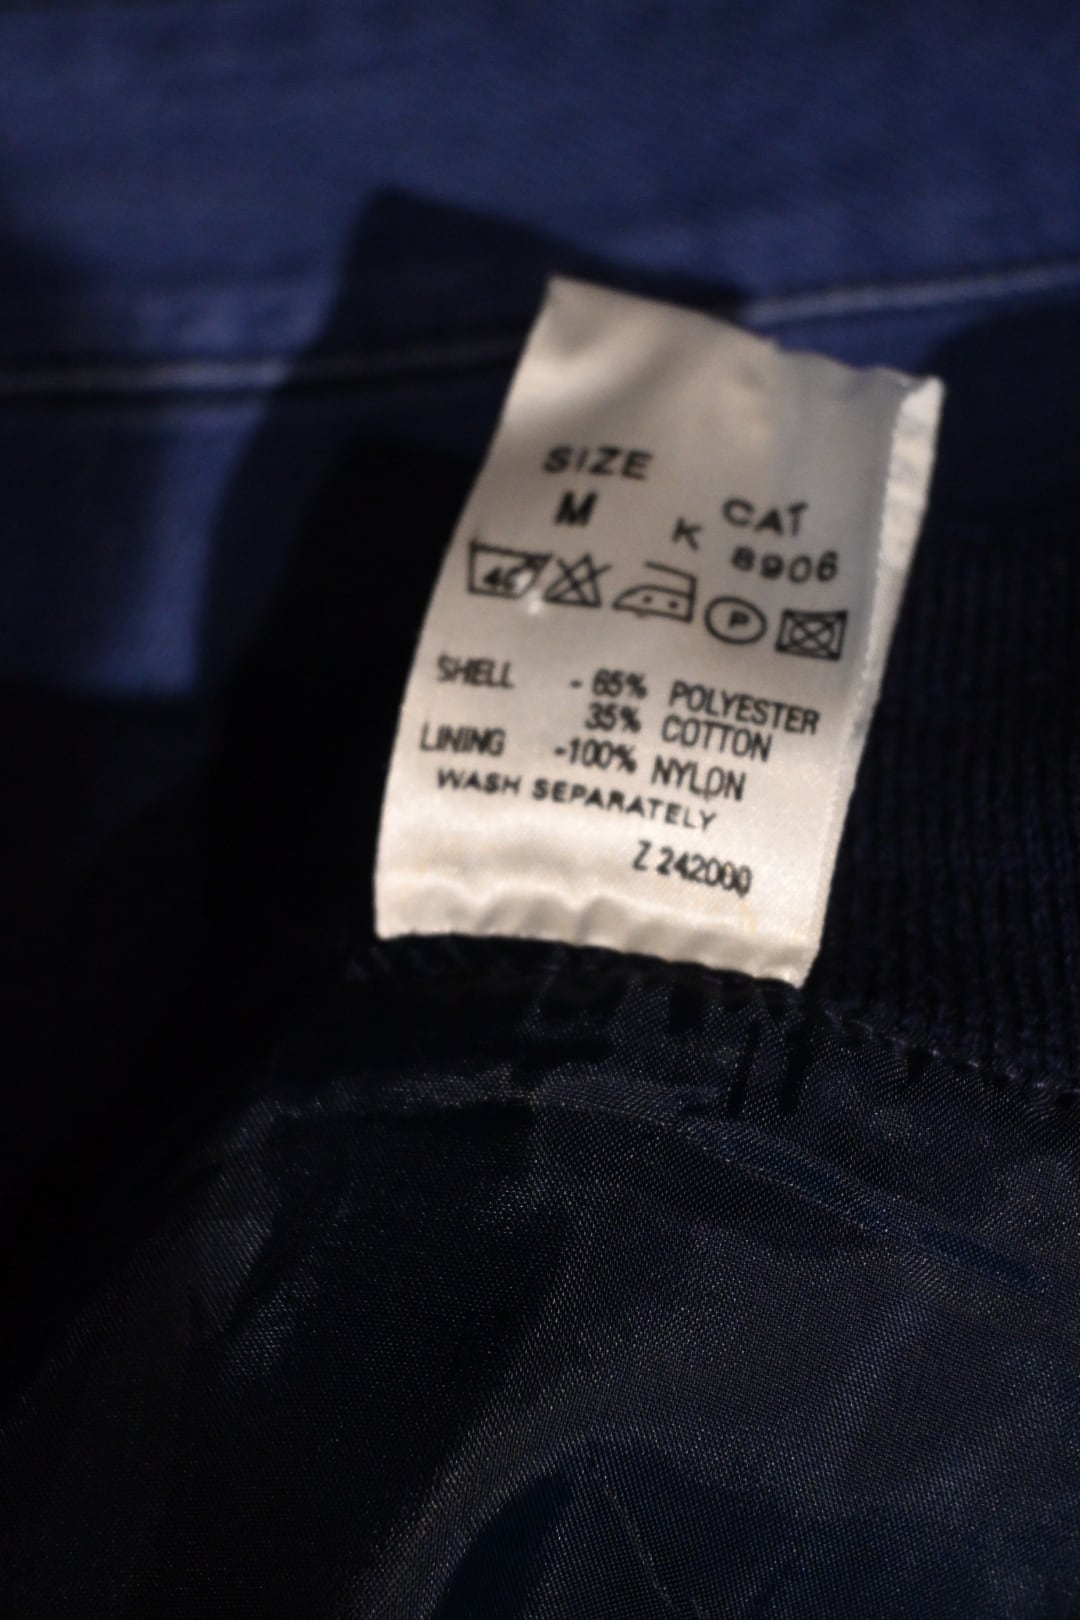 SIZE
M
K
CAT
8906
40
P
SHELL - 65% POLYESTER
35% COTTON
LINING -100% NYLON
WASH SEPARATELY
Z 242000